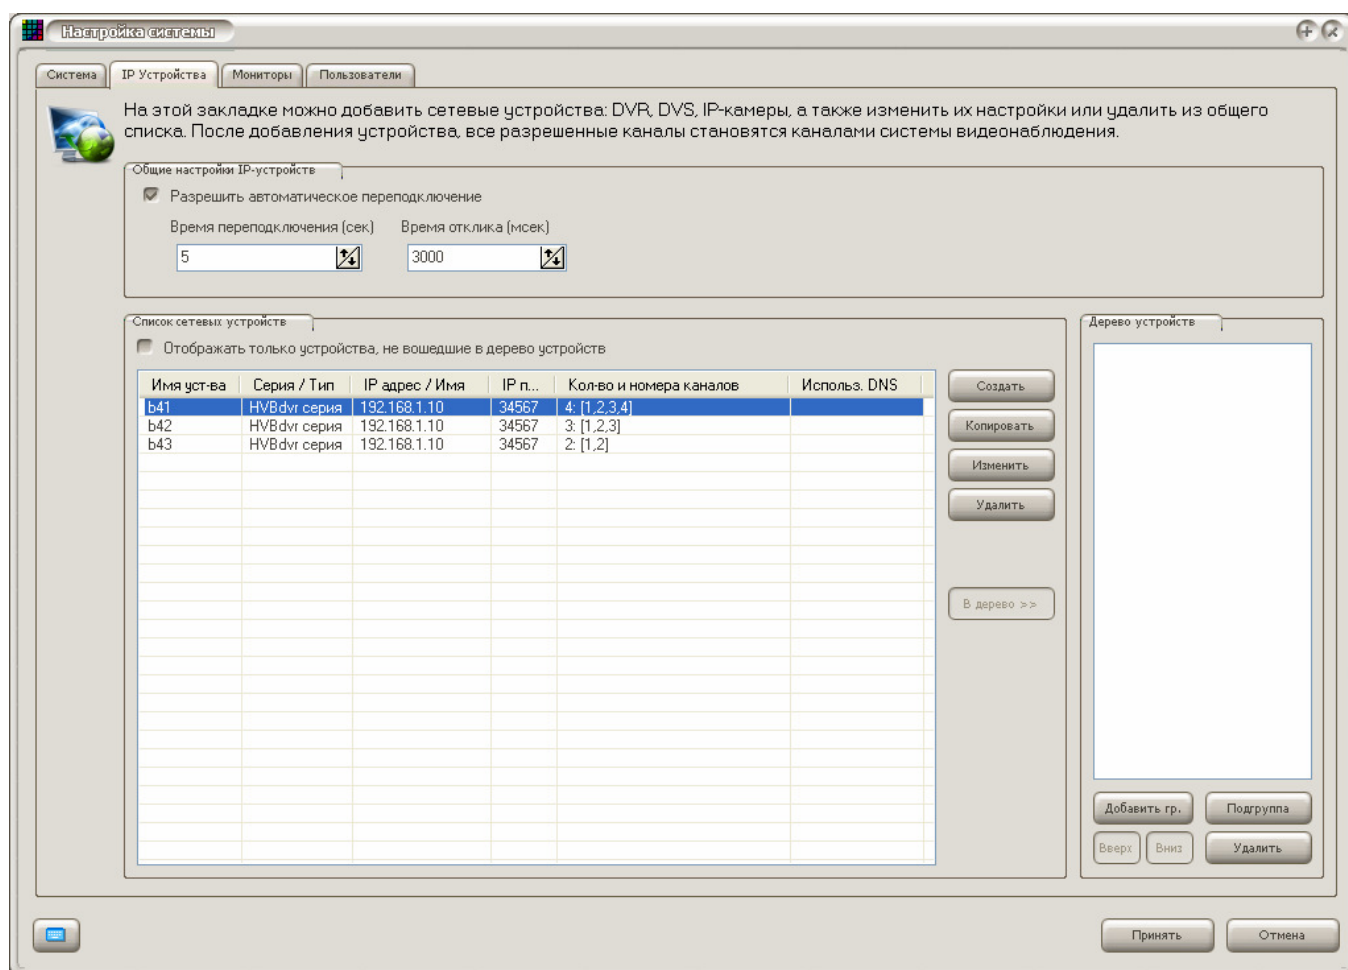 Настройка системы
Система IP Устройства Мониторы Пользователи
На этой закладке можно добавить сетевые устройства: DVR, DVS, IP-камеры, а также изменить их настройки или удалить из общего
списка. После добавления устройства, все разрешенные каналы становятся каналами системы видеонаблюдения.
Общие настройки IP-устройств
Разрешить автоматическое переподключение
Время переподключения (сек) Время отклика (мсек)
5 3000
Список сетевых устройств
Отображать только устройства, не вошедшие в дерево устройств
Имя уст-ва Серия / Тип IP адрес / Имя IP п... Кол-во и номера каналов Использ. DNS
b41 HVBdvr серия 192.168.1.10 34567 4: [1,2,3,4]
b42 HVBdvr серия 192.168.1.10 34567 3: [1,2,3]
b43 HVBdvr серия 192.168.1.10 34567 2: [1,2]
Создать
Копировать
Изменить
Удалить
В дерево >>
Дерево устройств
Добавить гр. Подгруппа
Вверх Вниз Удалить
Принять Отмена